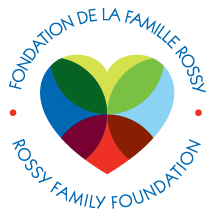 FONDATION DE LA FAMILLE ROSSY
ROSSY FAMILY FOUNDATION